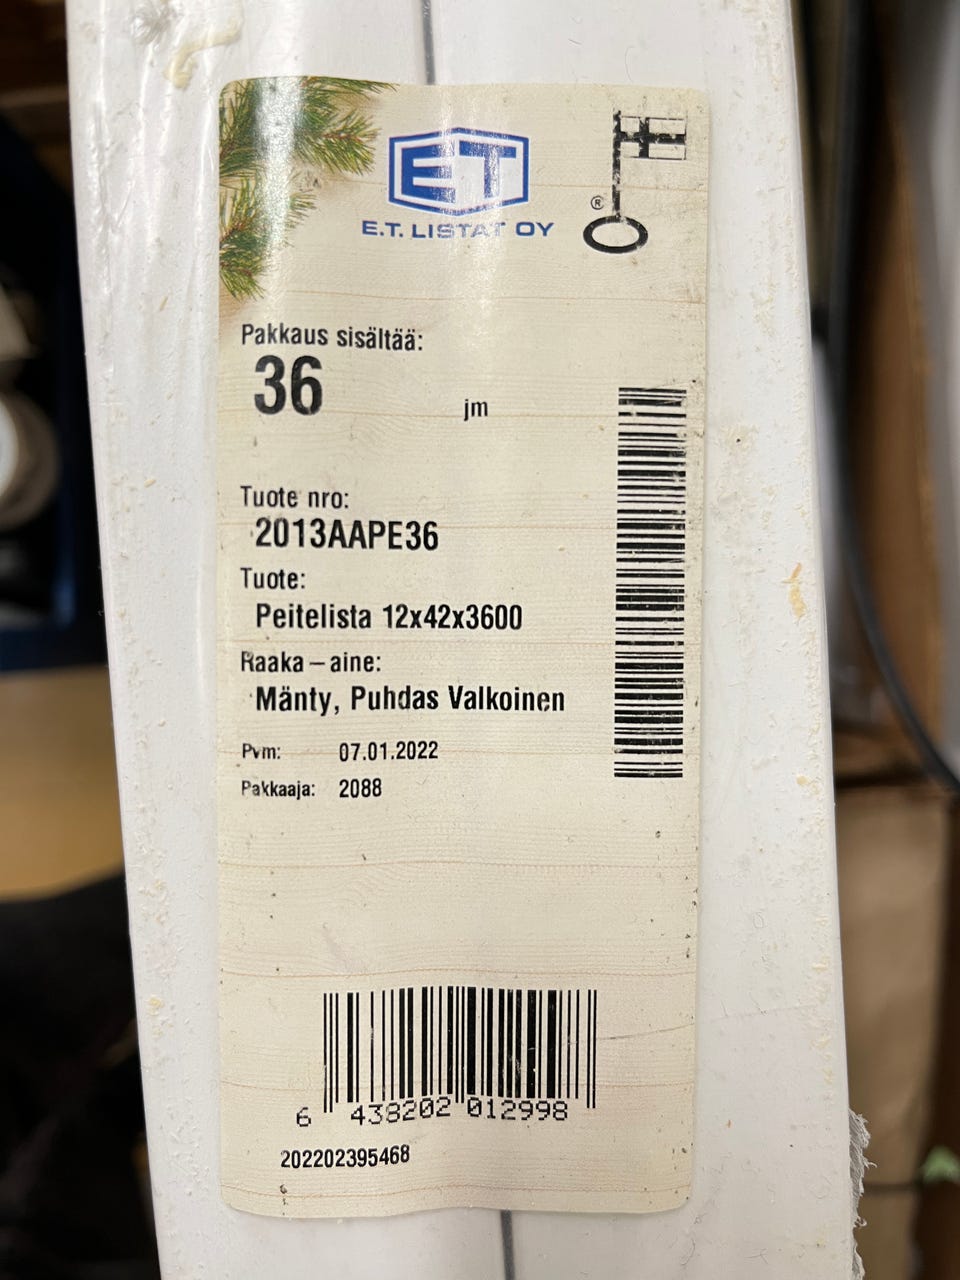 ET
E.T. LISTAT OY
®
Pakkaus sisältää:
36 jm
Tuote nro:
2013AAPE36
Tuote:
Peitelista 12x42x3600
Raaka-aine:
Mänty, Puhdas Valkoinen
Pvm: 07.01.2022
Pakkaaja: 2088
6 438202 012998
202202395468